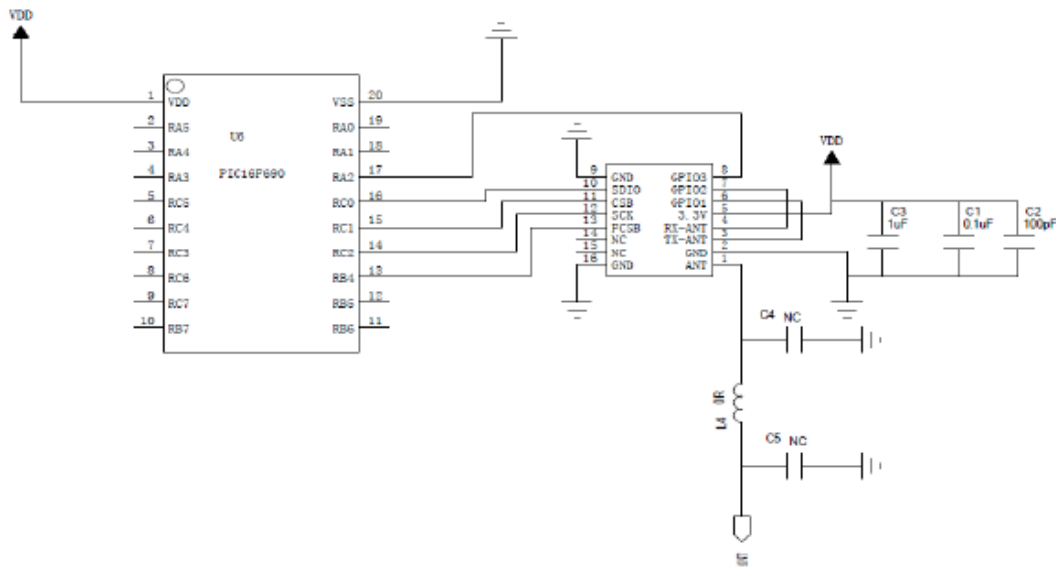 VDD
1 VDD
2 RA5
3 RA4
4 RA3
5 RC5
6 RC4
7 RC3
8 RC6
9 RC7
10 RB7
U6
PIC16F690
VSS 20
RA0 19
RA1 18
RA2 17
RC0 16
RC1 15
RC2 14
RB4 13
RB5 12
RB6 11
9 GND
10 SDIO
11 CSB
12 SCK
13 FCSB
14 NC
15 NC
16 GND
GPIO3 8
GPIO2 7
GPIO1 6
3.3V 5
RX-ANT 4
TX-ANT 3
GND 2
ANT 1
VDD
C3
1uF
C1
0.1uF
C2
100pF
C4 NC
L4 0R
C5 NC